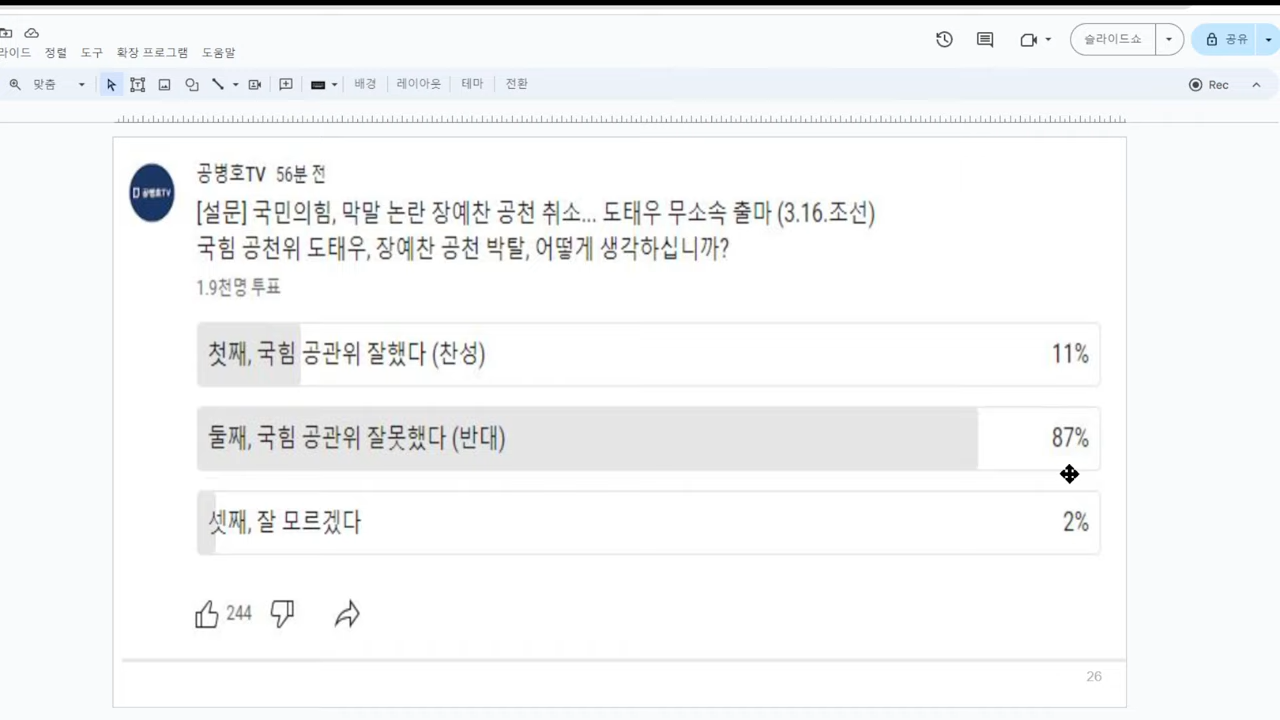 라이드 정렬 도구 확장 프로그램 도움말
슬라이드쇼
공유
맞춤 배경 레이아웃 테마 전환
Rec
공병호TV
공병호TV 56분 전
[설문] 국민의힘, 막말 논란 장예찬 공천 취소... 도태우 무소속 출마 (3.16.조선)
국힘 공천위 도태우, 장예찬 공천 박탈, 어떻게 생각하십니까?
1.9천명 투표
첫째, 국힘 공관위 잘했다 (찬성) 11%
둘째, 국힘 공관위 잘못했다 (반대) 87%
셋째, 잘 모르겠다 2%
244
26